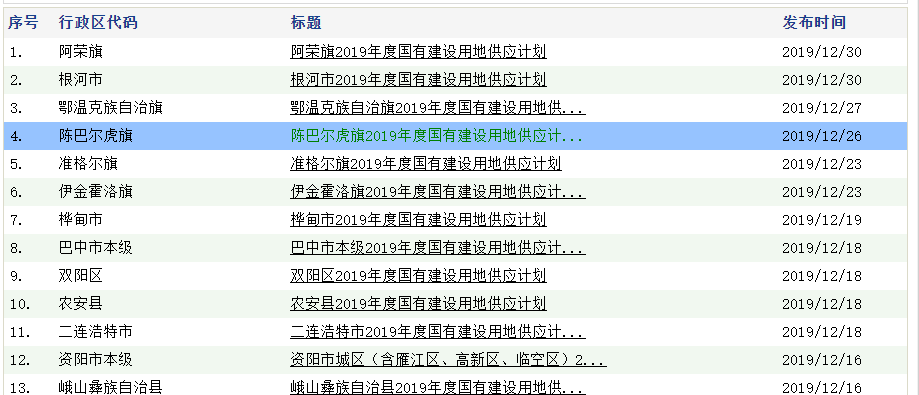 序号 行政区代码 标题 发布时间
1. 阿荣旗 阿荣旗2019年度国有建设用地供应计划 2019/12/30
2. 根河市 根河市2019年度国有建设用地供应计划 2019/12/30
3. 鄂温克族自治旗 鄂温克族自治旗2019年度国有建设用地供... 2019/12/27
4. 陈巴尔虎旗 陈巴尔虎旗2019年度国有建设用地供应计... 2019/12/26
5. 准格尔旗 准格尔旗2019年度国有建设用地供应计划 2019/12/23
6. 伊金霍洛旗 伊金霍洛旗2019年度国有建设用地供应计... 2019/12/23
7. 桦甸市 桦甸市2019年度国有建设用地供应计划 2019/12/19
8. 巴中市本级 巴中市本级2019年度国有建设用地供应计... 2019/12/18
9. 双阳区 双阳区2019年度国有建设用地供应计划 2019/12/18
10. 农安县 农安县2019年度国有建设用地供应计划 2019/12/18
11. 二连浩特市 二连浩特市2019年度国有建设用地供应计... 2019/12/18
12. 资阳市本级 资阳市城区（含雁江区、高新区、临空区）2... 2019/12/16
13. 峨山彝族自治县 峨山彝族自治县2019年度国有建设用地供... 2019/12/16